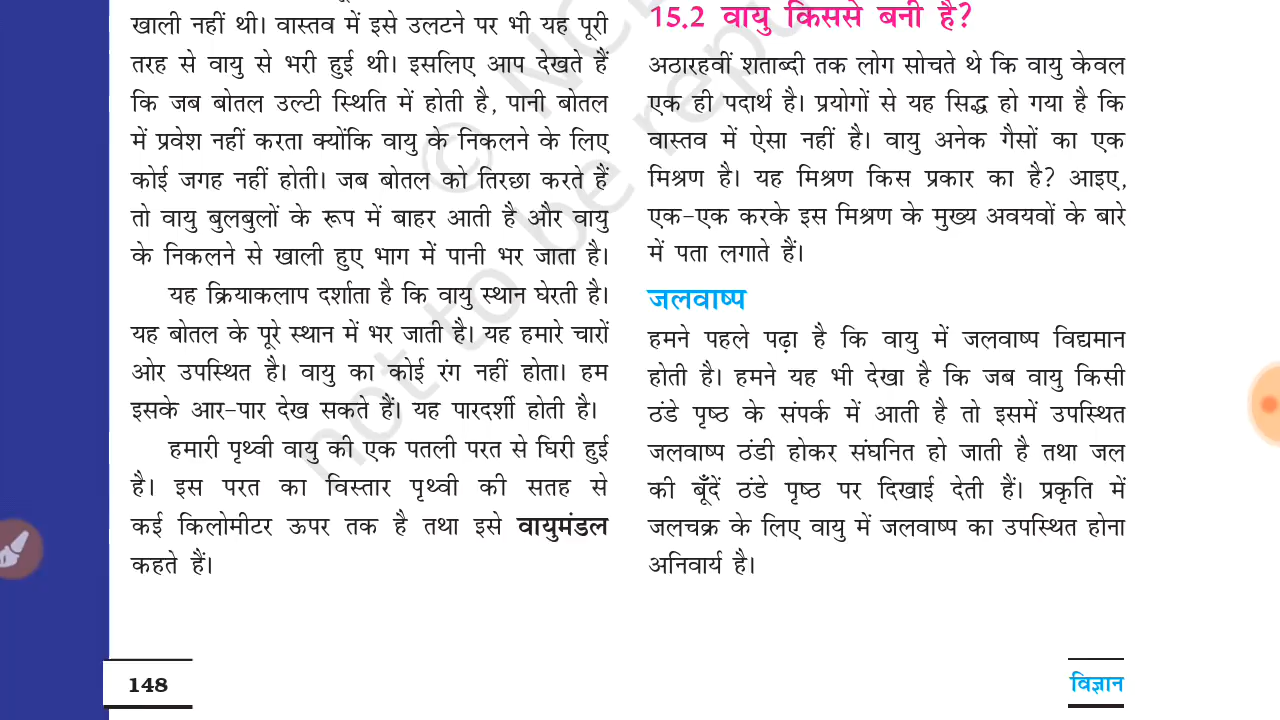 खाली नहीं थी। वास्तव में इसे उलटने पर भी यह पूरी
तरह से वायु से भरी हुई थी। इसलिए आप देखते हैं
कि जब बोतल उल्टी स्थिति में होती है, पानी बोतल
में प्रवेश नहीं करता क्योंकि वायु के निकलने के लिए
कोई जगह नहीं होती। जब बोतल को तिरछा करते हैं
तो वायु बुलबुलों के रूप में बाहर आती है और वायु
के निकलने से खाली हुए भाग में पानी भर जाता है।
यह क्रियाकलाप दर्शाता है कि वायु स्थान घेरती है।
यह बोतल के पूरे स्थान में भर जाती है। यह हमारे चारों
ओर उपस्थित है। वायु का कोई रंग नहीं होता। हम
इसके आर-पार देख सकते हैं। यह पारदर्शी होती है।
हमारी पृथ्वी वायु की एक पतली परत से घिरी हुई
है। इस परत का विस्तार पृथ्वी की सतह से
कई किलोमीटर ऊपर तक है तथा इसे वायुमंडल
कहते हैं।
15.2 वायु किससे बनी है?
अठारहवीं शताब्दी तक लोग सोचते थे कि वायु केवल
एक ही पदार्थ है। प्रयोगों से यह सिद्ध हो गया है कि
वास्तव में ऐसा नहीं है। वायु अनेक गैसों का एक
मिश्रण है। यह मिश्रण किस प्रकार का है? आइए,
एक-एक करके इस मिश्रण के मुख्य अवयवों के बारे
में पता लगाते हैं।
जलवाष्प
हमने पहले पढ़ा है कि वायु में जलवाष्प विद्यमान
होती है। हमने यह भी देखा है कि जब वायु किसी
ठंडे पृष्ठ के संपर्क में आती है तो इसमें उपस्थित
जलवाष्प ठंडी होकर संघनित हो जाती है तथा जल
की बूँदें ठंडे पृष्ठ पर दिखाई देती हैं। प्रकृति में
जलचक्र के लिए वायु में जलवाष्प का उपस्थित होना
अनिवार्य है।
148
विज्ञान
not to be repu
© NC